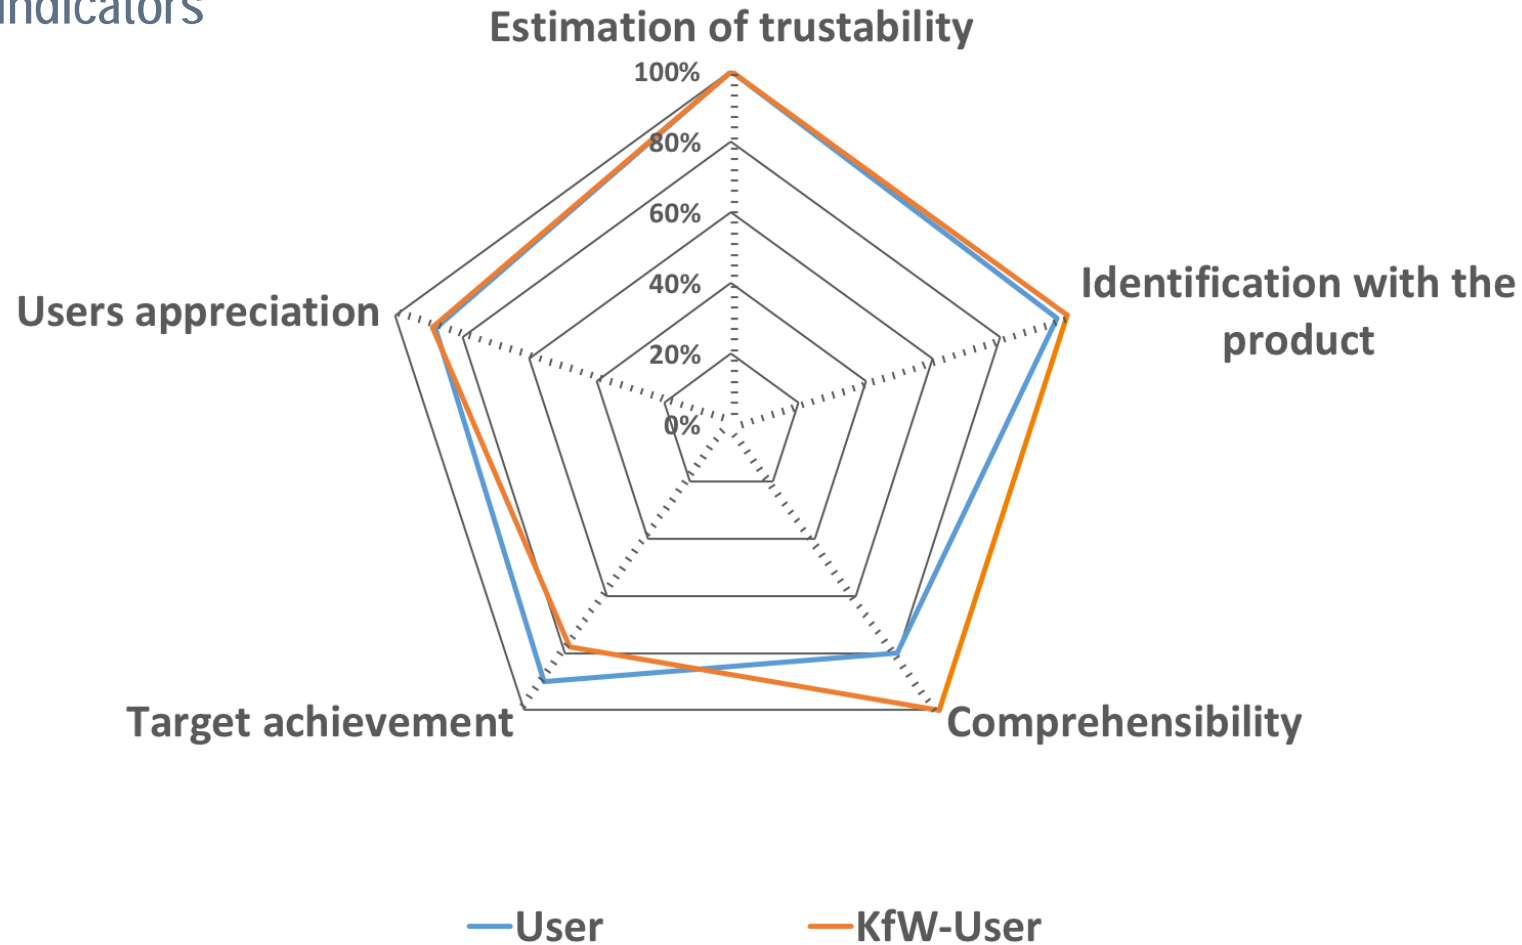 Indicators
Estimation of trustability
100%
80%
60%
40%
20%
0%
Identification with the
product
Users appreciation
Target achievement
Comprehensibility
User
KfW-User